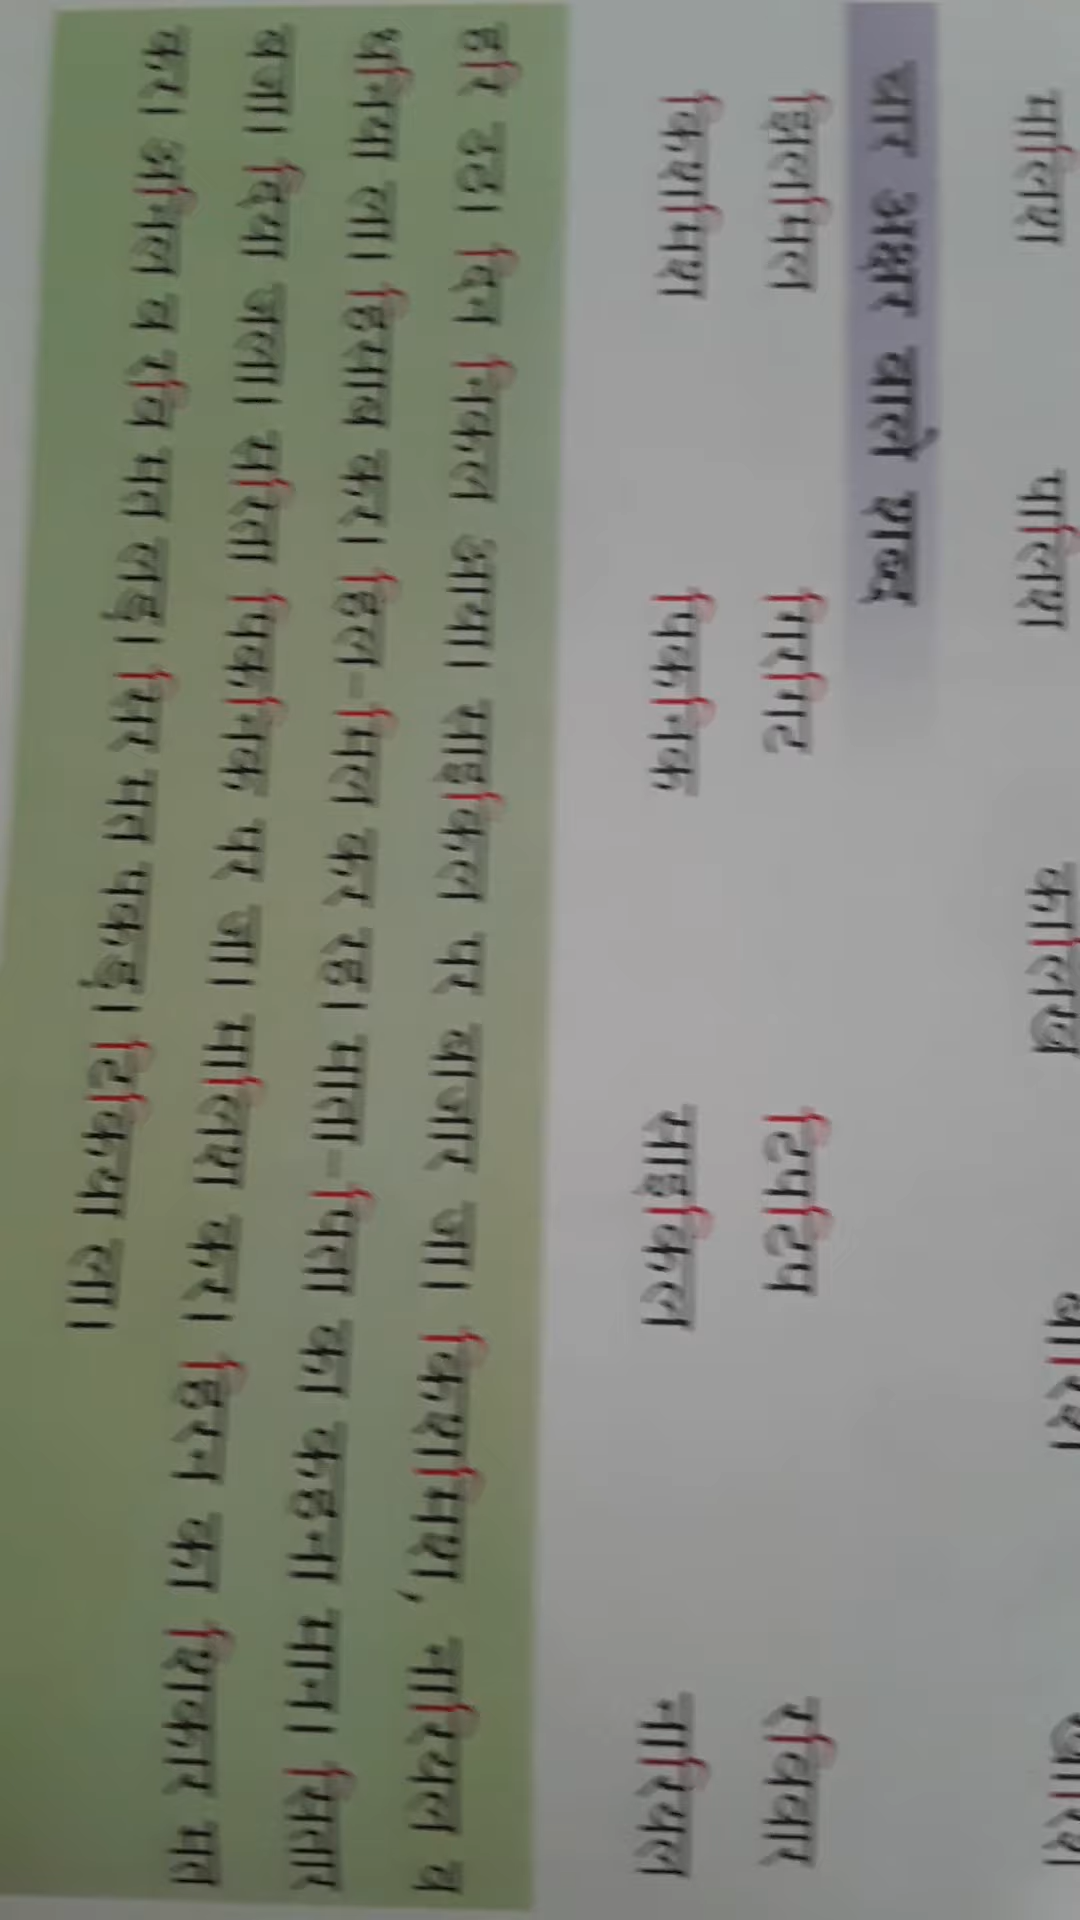 मालिश पालिश कालिख बारिश खारिश
चार अक्षर वाले शब्द
झिलमिल गिरगिट टिपटिप रविवार
किशमिश पिकनिक साइकिल नारियल
हरि उठ। दिन निकल आया। साइकिल पर बाजार जा। किशमिश, नारियल व
धनिया ला। हिसाब कर। हिल-मिल कर रह। माता-पिता का कहना मान। सितार
बजा। दिया जला। सरिता पिकनिक पर जा। मालिश कर। हिरन का शिकार मत
कर। अनिल व रवि मत लड़। सिर मत पकड़। टिकिया ला।